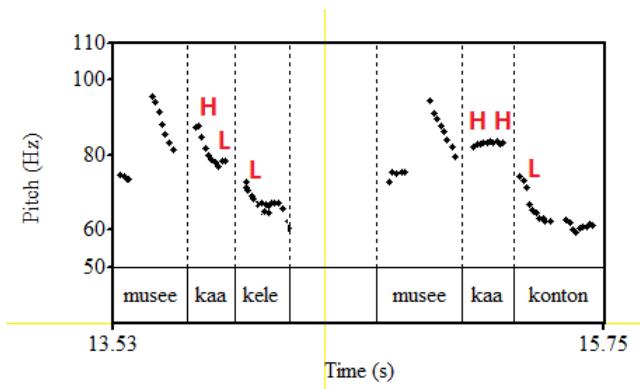 110
100
80
60
50
Pitch (Hz)
H
L
L
H H
L
musee kaa kele musee kaa konton
13.53 15.75
Time (s)